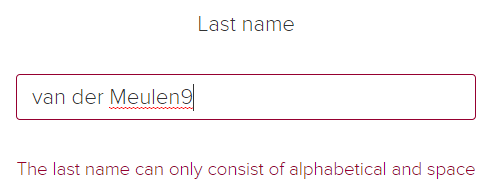 Last name
van der Meulen9
The last name can only consist of alphabetical and space